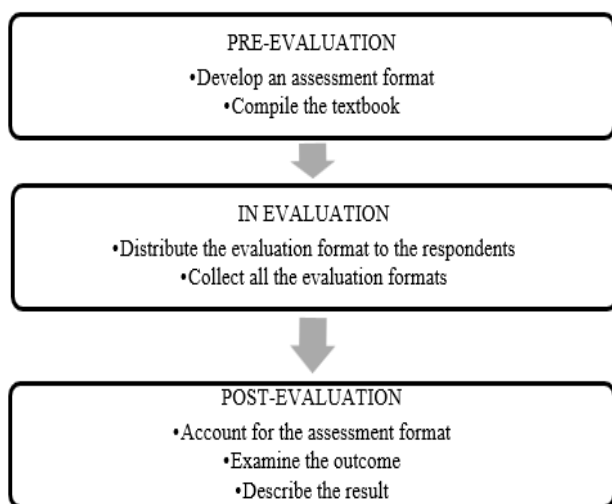 PRE-EVALUATION
•Develop an assessment format
•Compile the textbook
IN EVALUATION
•Distribute the evaluation format to the respondents
•Collect all the evaluation formats
POST-EVALUATION
•Account for the assessment format
•Examine the outcome
•Describe the result